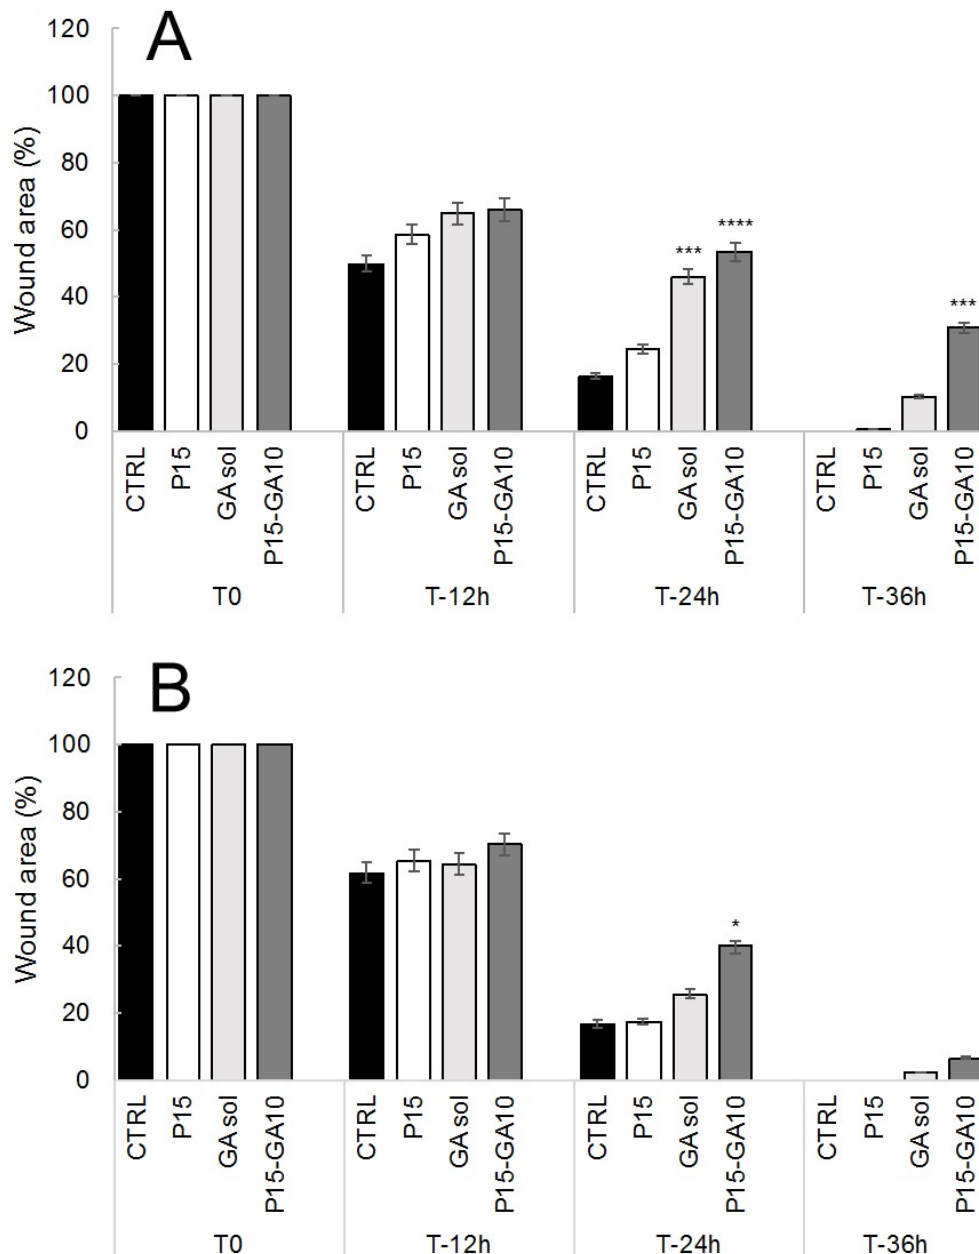 A
Wound area (%)
120
100
80
60
40
20
0
***
****
***
CTRL P15 GA sol P15-GA10 CTRL P15 GA sol P15-GA10 CTRL P15 GA sol P15-GA10 CTRL P15 GA sol P15-GA10
T0 T-12h T-24h T-36h
B
Wound area (%)
120
100
80
60
40
20
0
*
CTRL P15 GA sol P15-GA10 CTRL P15 GA sol P15-GA10 CTRL P15 GA sol P15-GA10 CTRL P15 GA sol P15-GA10
T0 T-12h T-24h T-36h